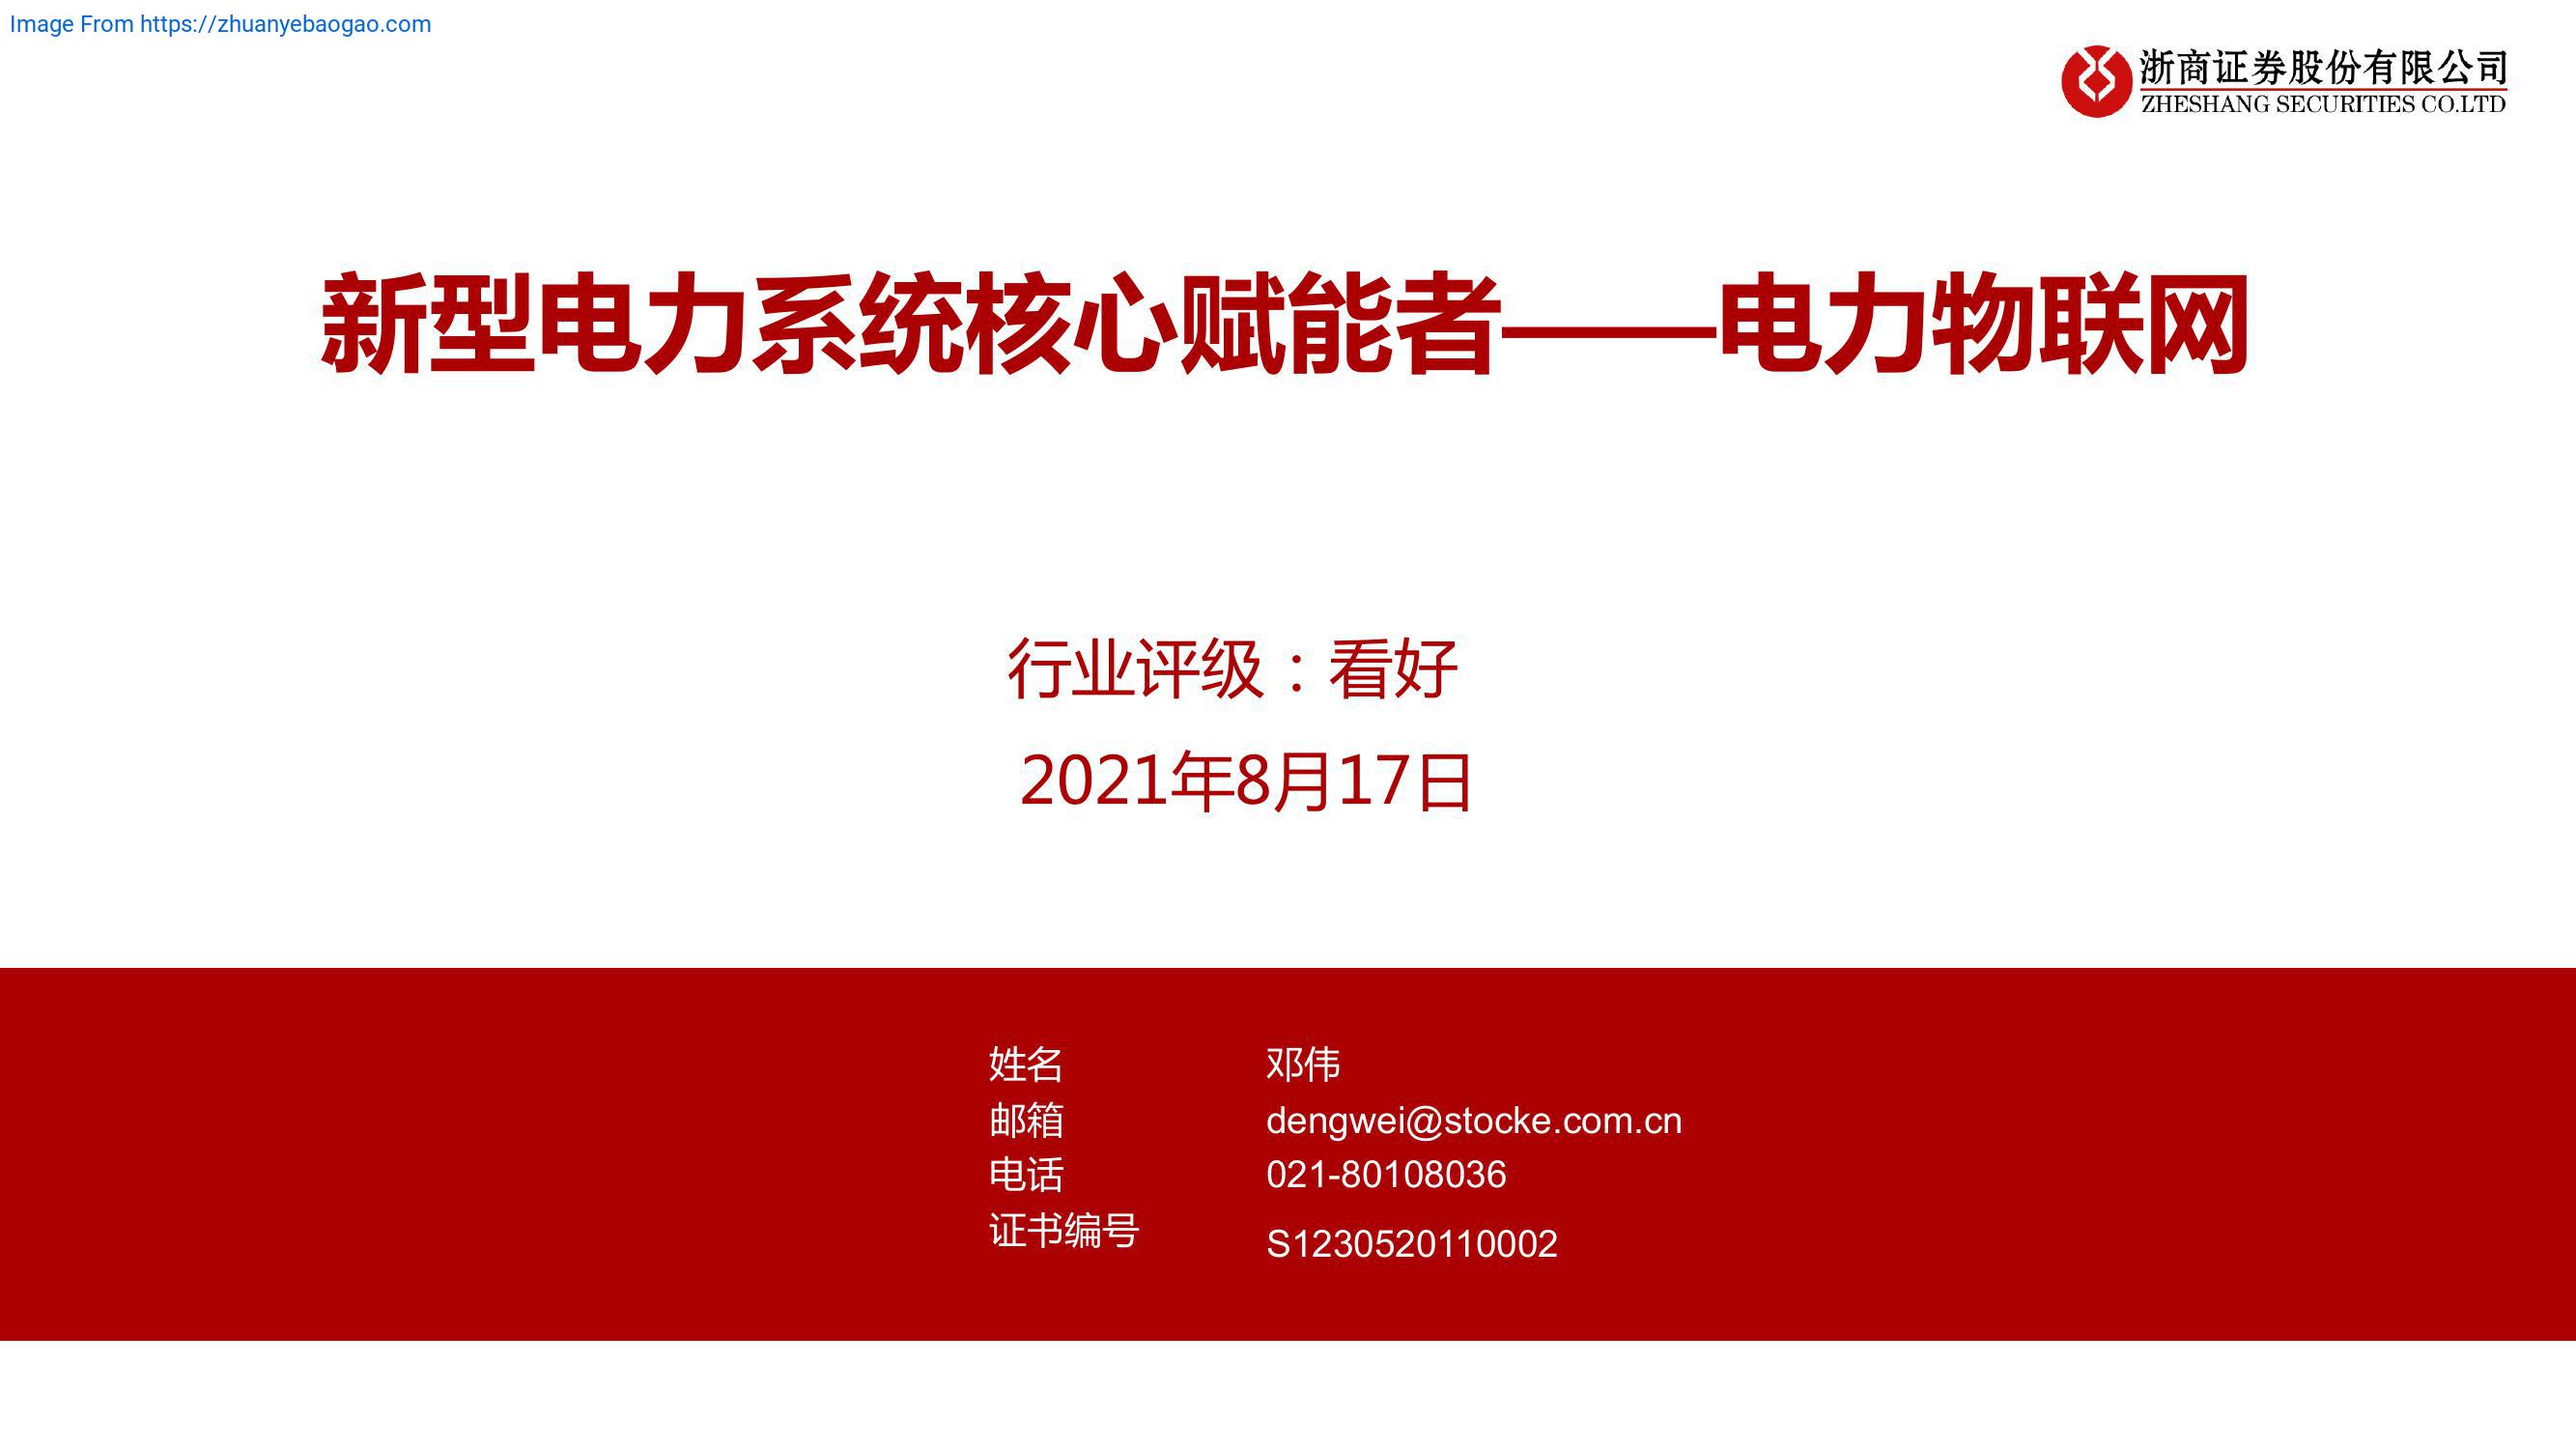 Image From https://zhuanyebaogao.com
浙商证券股份有限公司
ZHESHANG SECURITIES CO.LTD
新型电力系统核心赋能者——电力物联网
行业评级：看好
2021年8月17日
姓名 邓伟
邮箱 dengwei@stocke.com.cn
电话 021-80108036
证书编号 S1230520110002